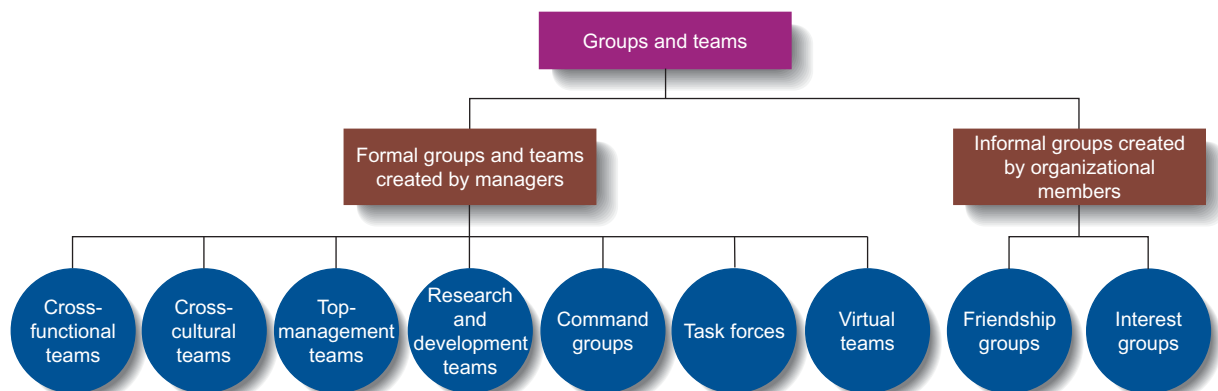 Groups and teams
Formal groups and teams
created by managers
Informal groups created
by organizational
members
Cross-
functional
teams
Cross-
cultural
teams
Top-
management
teams
Research
and
development
teams
Command
groups
Task forces
Virtual
teams
Friendship
groups
Interest
groups